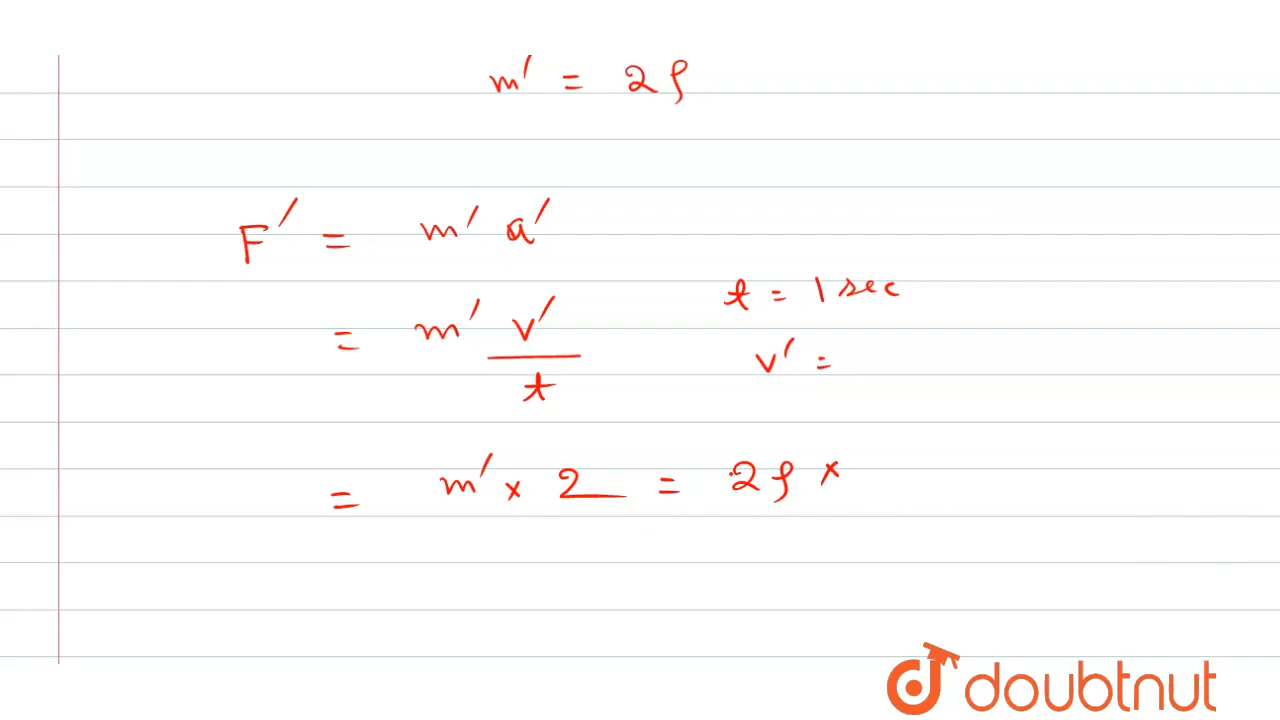 m′ = 2ρ
F′ = m′ a′
t = 1 sec
= m′ v′/t
v′ =
= m′ × 2 = 2ρ ×
doubtnut